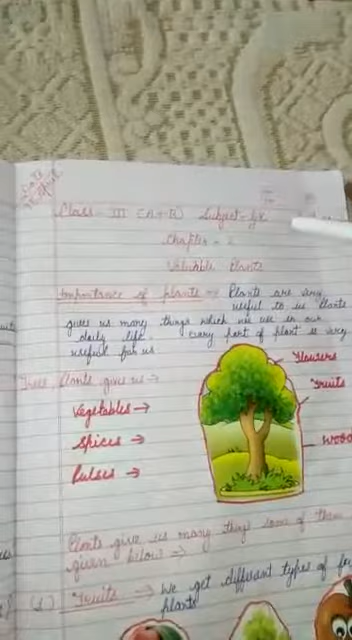 Class - III (A+B) Subject - G.K
Chapter - 2
Valuable Plants
Importance of plants :- Plants are very
useful to us Plants
gives us many things which we use in our
daily life. every part of plant is very
useful for us
Flowers
Fruits
Trees, Plants give us →
Vegetables →
Spices →
Wood
Pulses →
Plants give us many things some of them
given below →
(1) Fruits → We get different types of
plants